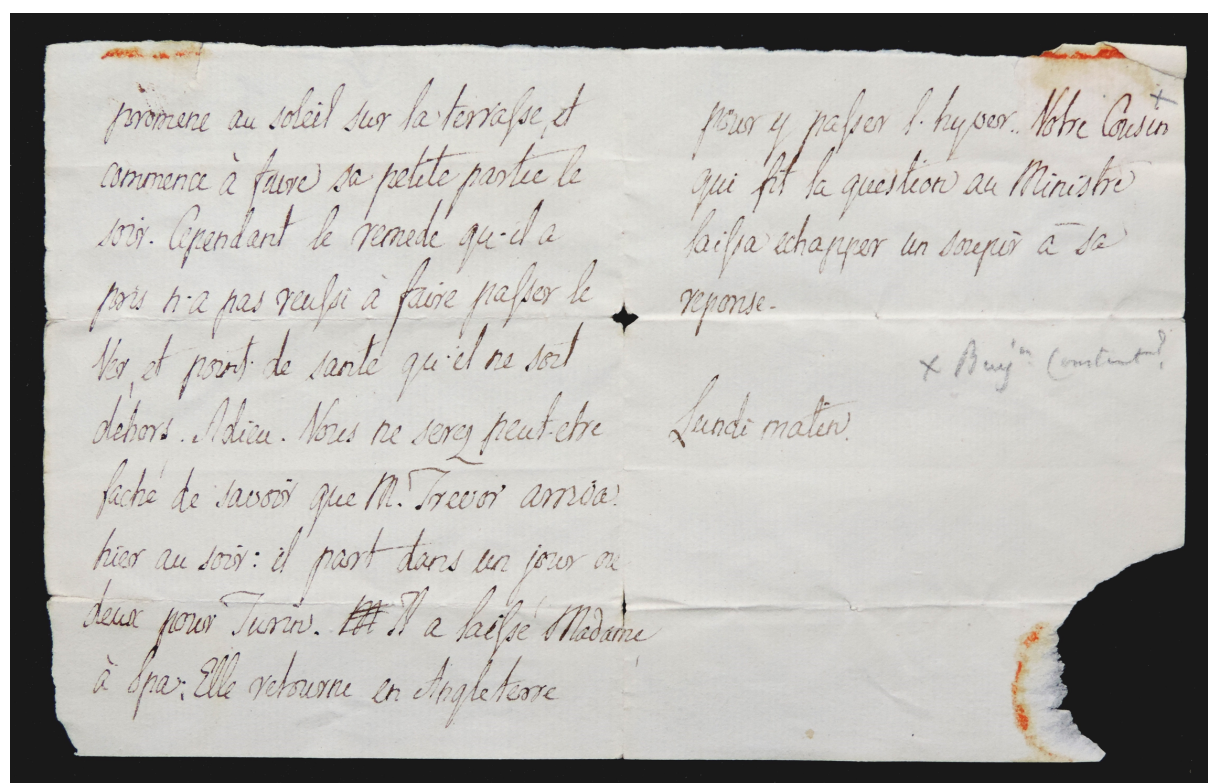 promene au soleil sur la terrasse, et
commence à faire sa petite partie le
soir. Cependant le remede qu'il a
pris n'a pas reussi à faire passer le
Ver, et point de santé qu'il ne soit
dehors. Adieu. Vous ne serez peut-etre
faché de savoir que M. Trevor arriva
hier au soir: il part dans un jour ou
deux pour Turin. Il a laissé Madame
à Spa: Elle retourne en Angleterre
pour y passer l'hyver. Notre Cousin +
qui fit la question au Ministre
laissa echapper un soupir à sa
reponse.
x Benjn Constant?
Lundi matin.